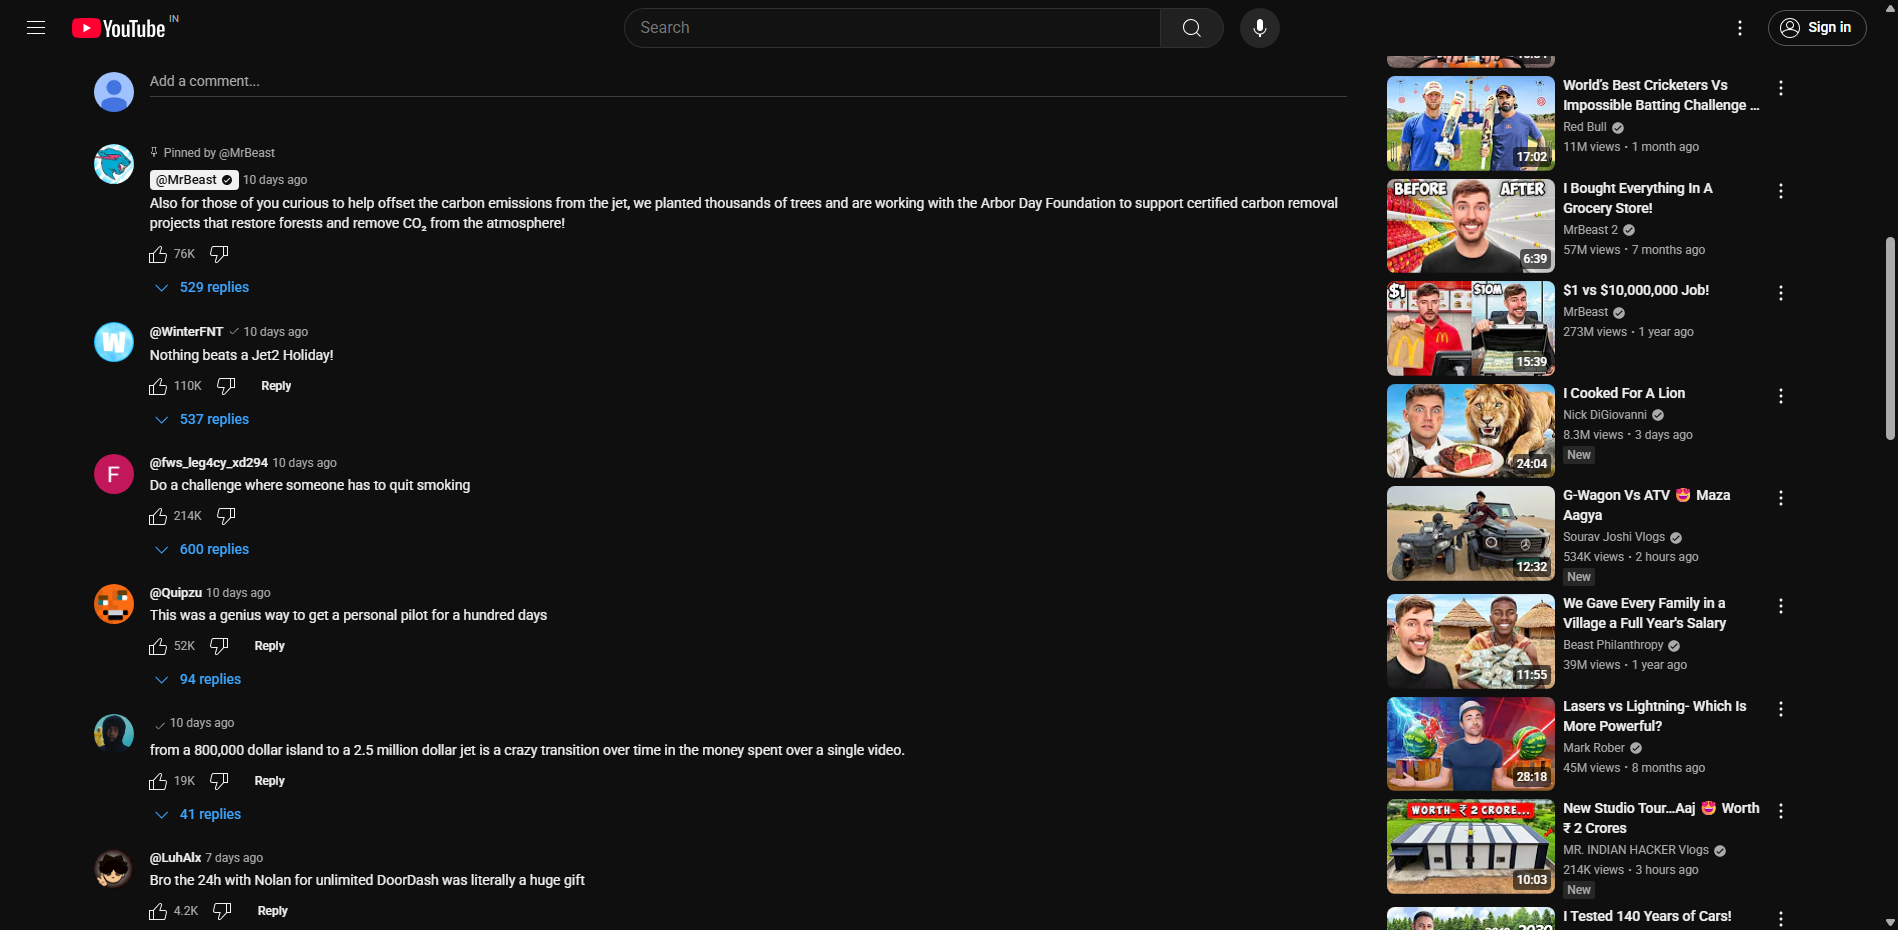 YouTube IN
Search
Sign in
Add a comment...
Pinned by @MrBeast
@MrBeast 10 days ago
Also for those of you curious to help offset the carbon emissions from the jet, we planted thousands of trees and are working with the Arbor Day Foundation to support certified carbon removal
projects that restore forests and remove CO₂ from the atmosphere!
76K
529 replies
W
@WinterFNT 10 days ago
Nothing beats a Jet2 Holiday!
110K Reply
537 replies
F
@fws_leg4cy_xd294 10 days ago
Do a challenge where someone has to quit smoking
214K
600 replies
@Quipzu 10 days ago
This was a genius way to get a personal pilot for a hundred days
52K Reply
94 replies
10 days ago
from a 800,000 dollar island to a 2.5 million dollar jet is a crazy transition over time in the money spent over a single video.
19K Reply
41 replies
@LuhAlx 7 days ago
Bro the 24h with Nolan for unlimited DoorDash was literally a huge gift
4.2K Reply
17:02
World's Best Cricketers Vs
Impossible Batting Challenge ...
Red Bull
11M views • 1 month ago
BEFORE AFTER
6:39
I Bought Everything In A
Grocery Store!
MrBeast 2
57M views • 7 months ago
$1 $10M
15:39
$1 vs $10,000,000 Job!
MrBeast
273M views • 1 year ago
24:04
I Cooked For A Lion
Nick DiGiovanni
8.3M views • 3 days ago
New
12:32
G-Wagon Vs ATV 😍 Maza
Aagya
Sourav Joshi Vlogs
534K views • 2 hours ago
New
11:55
We Gave Every Family in a
Village a Full Year's Salary
Beast Philanthropy
39M views • 1 year ago
28:18
Lasers vs Lightning- Which Is
More Powerful?
Mark Rober
45M views • 8 months ago
WORTH- ₹ 2 CRORE...
10:03
New Studio Tour...Aaj 😍 Worth
₹ 2 Crores
MR. INDIAN HACKER Vlogs
214K views • 3 hours ago
New
I Tested 140 Years of Cars!